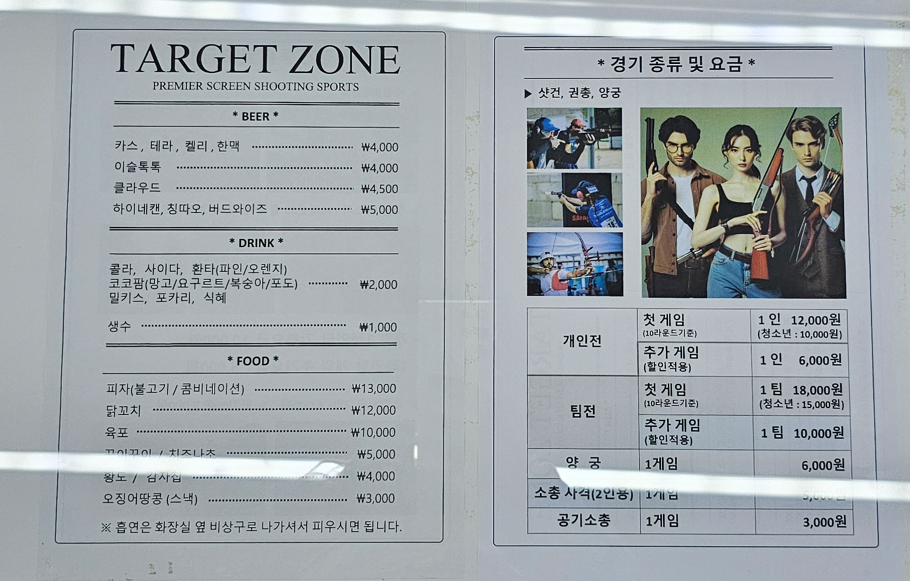 TARGET ZONE
PREMIER SCREEN SHOOTING SPORTS
* BEER *
카스, 테라, 켈리, 한맥 ₩4,000
이슬톡톡 ₩4,000
클라우드 ₩4,500
하이네캔, 칭따오, 버드와이즈 ₩5,000
* DRINK *
콜라, 사이다, 환타(파인/오렌지)
코코팜(망고/요구르트/복숭아/포도) ₩2,000
밀키스, 포카리, 식혜
생수 ₩1,000
* FOOD *
피자(불고기 / 콤비네이션) ₩13,000
닭꼬치 ₩12,000
육포 ₩10,000
치즈나쵸 ₩5,000
황도 / 감자칩 ₩4,000
오징어땅콩 (스낵) ₩3,000
※ 흡연은 화장실 옆 비상구로 나가셔서 피우시면 됩니다.
* 경기 종류 및 요금 *
▶ 샷건, 권총, 양궁
개인전
첫 게임 1 인 12,000원
(10라운드기준) (청소년 : 10,000원)
추가 게임 1 인 6,000원
(할인적용)
팀전
첫 게임 1 팀 18,000원
(10라운드기준) (청소년 : 15,000원)
추가 게임 1 팀 10,000원
(할인적용)
양 궁 1게임 6,000원
소총 사격(2인용) 1게임
공기소총 1게임 3,000원